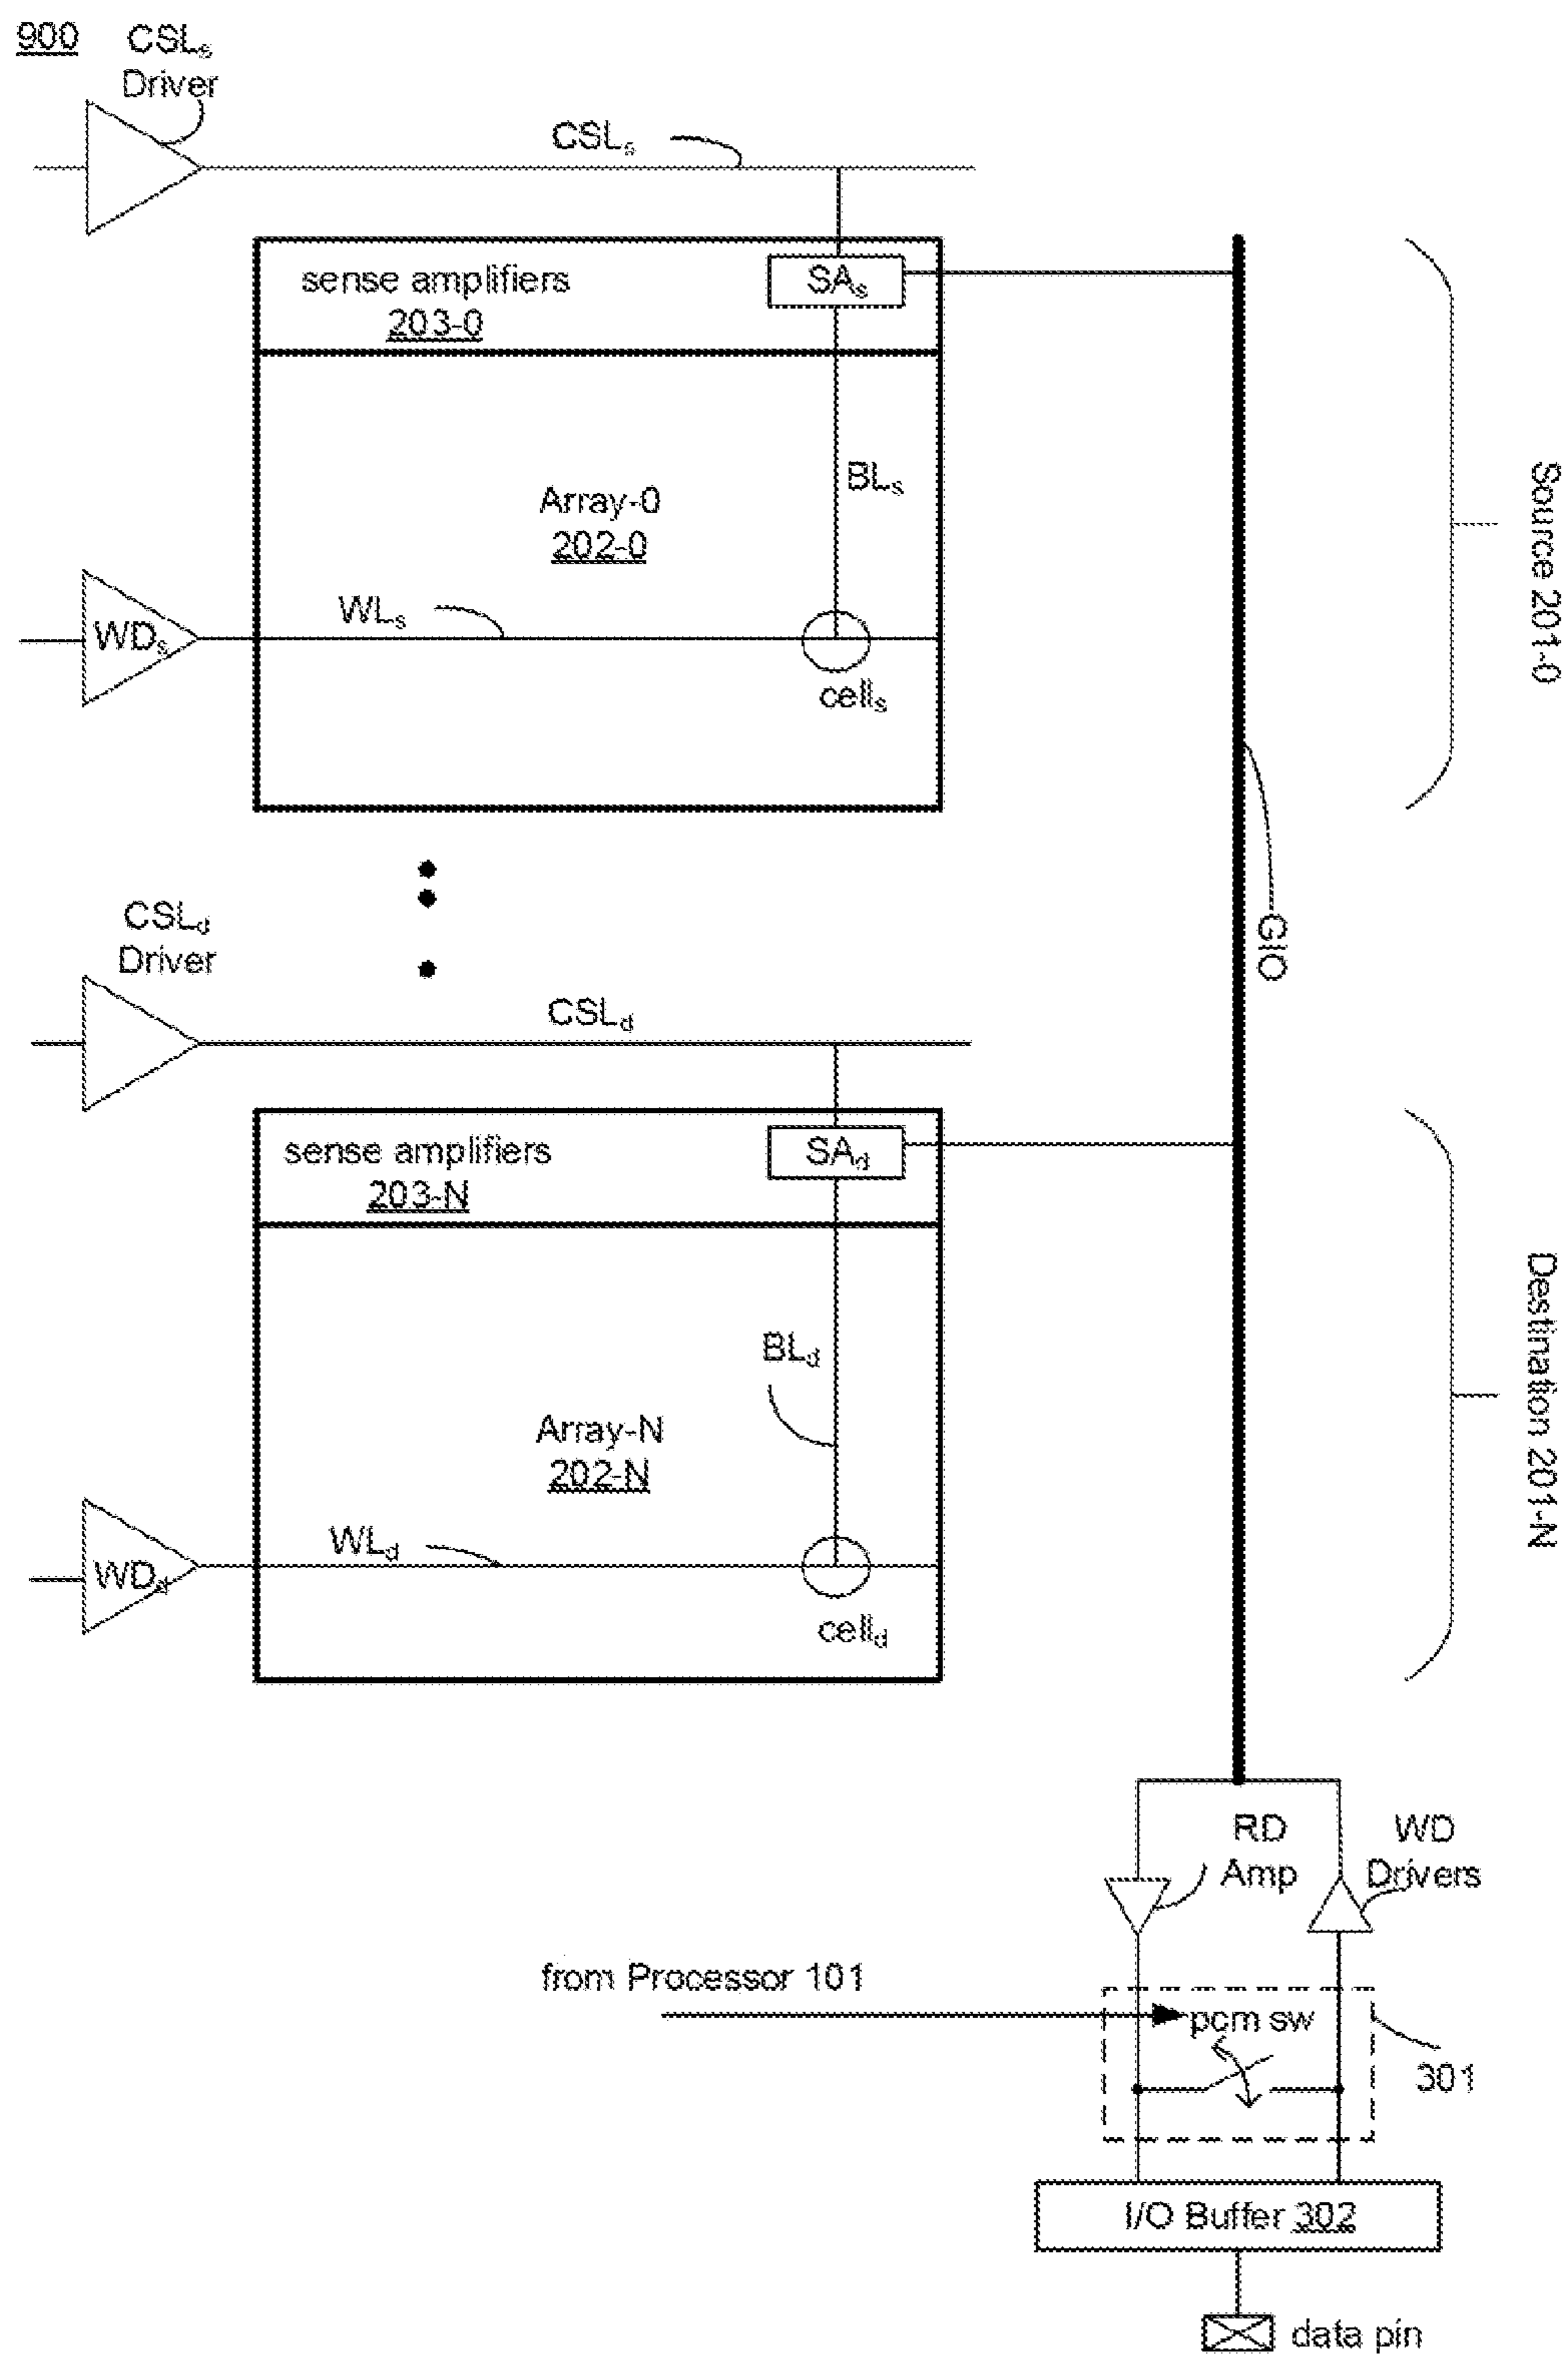 900
CSLs
Driver
CSLs
sense amplifiers
203-0
SAs
BLs
Array-0
202-0
WLs
WDs
cells
Source 2011-0
GIO
CSLd
Driver
CSLd
sense amplifiers
203-N
SAd
BLd
Array-N
202-N
WLd
WDd
celld
Destination 201-N
RD
Amp
WD
Drivers
from Processor 101
pcm sw
301
I/O Buffer 302
data pin